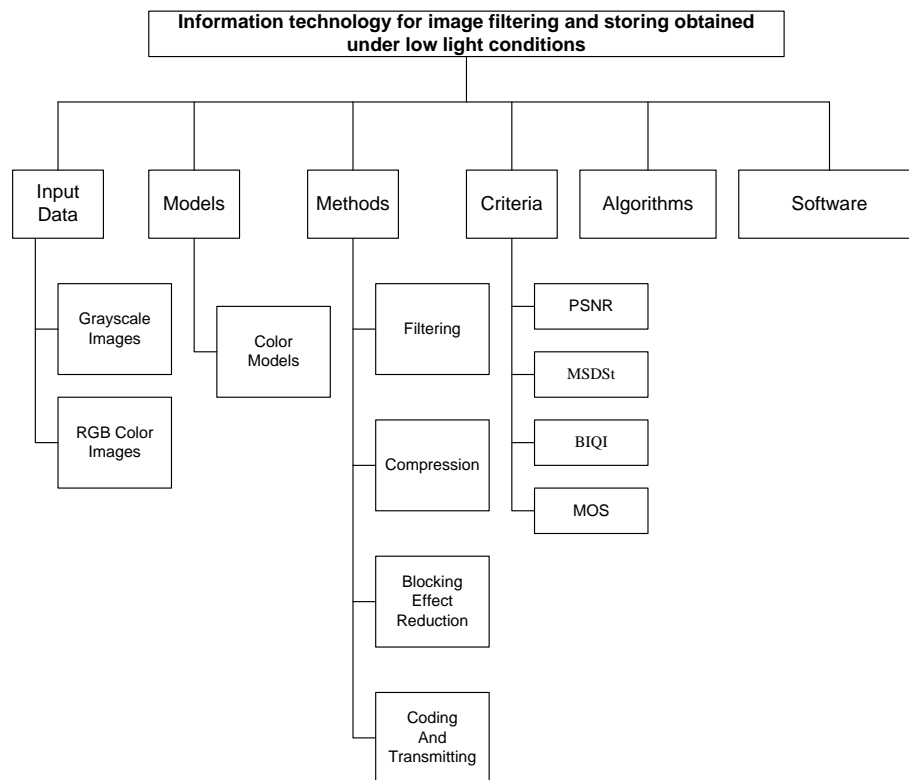 Information technology for image filtering and storing obtained
under low light conditions
Input
Data
Models
Methods
Criteria
Algorithms
Software
Grayscale
Images
RGB Color
Images
Color
Models
Filtering
Compression
Blocking
Effect
Reduction
Coding
And
Transmitting
PSNR
MSDSt
BIQI
MOS